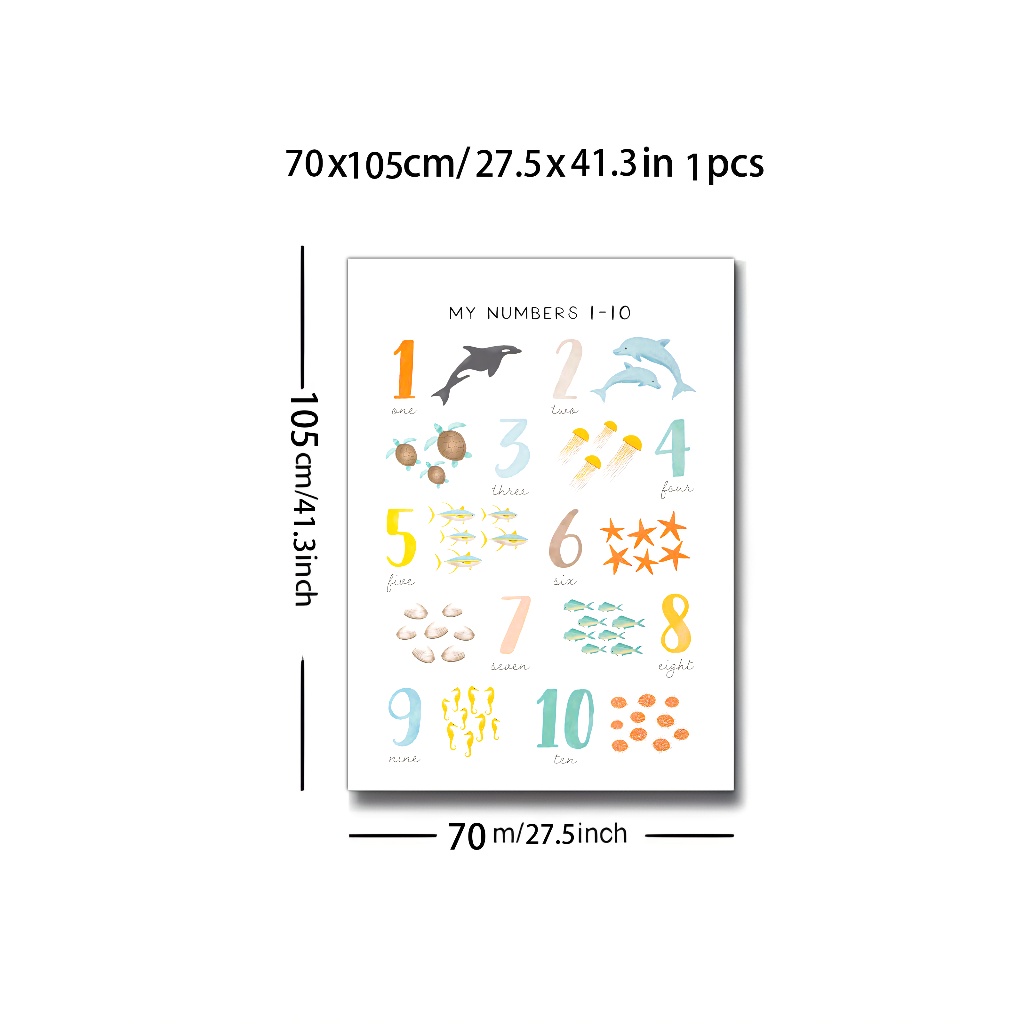 70x105cm/27.5x41.3in 1pcs
105cm/41.3inch
MY NUMBERS 1-10
1
2
one
two
3
4
three
four
5
6
five
six
7
8
seven
eight
9
10
nine
ten
70 m/27.5inch